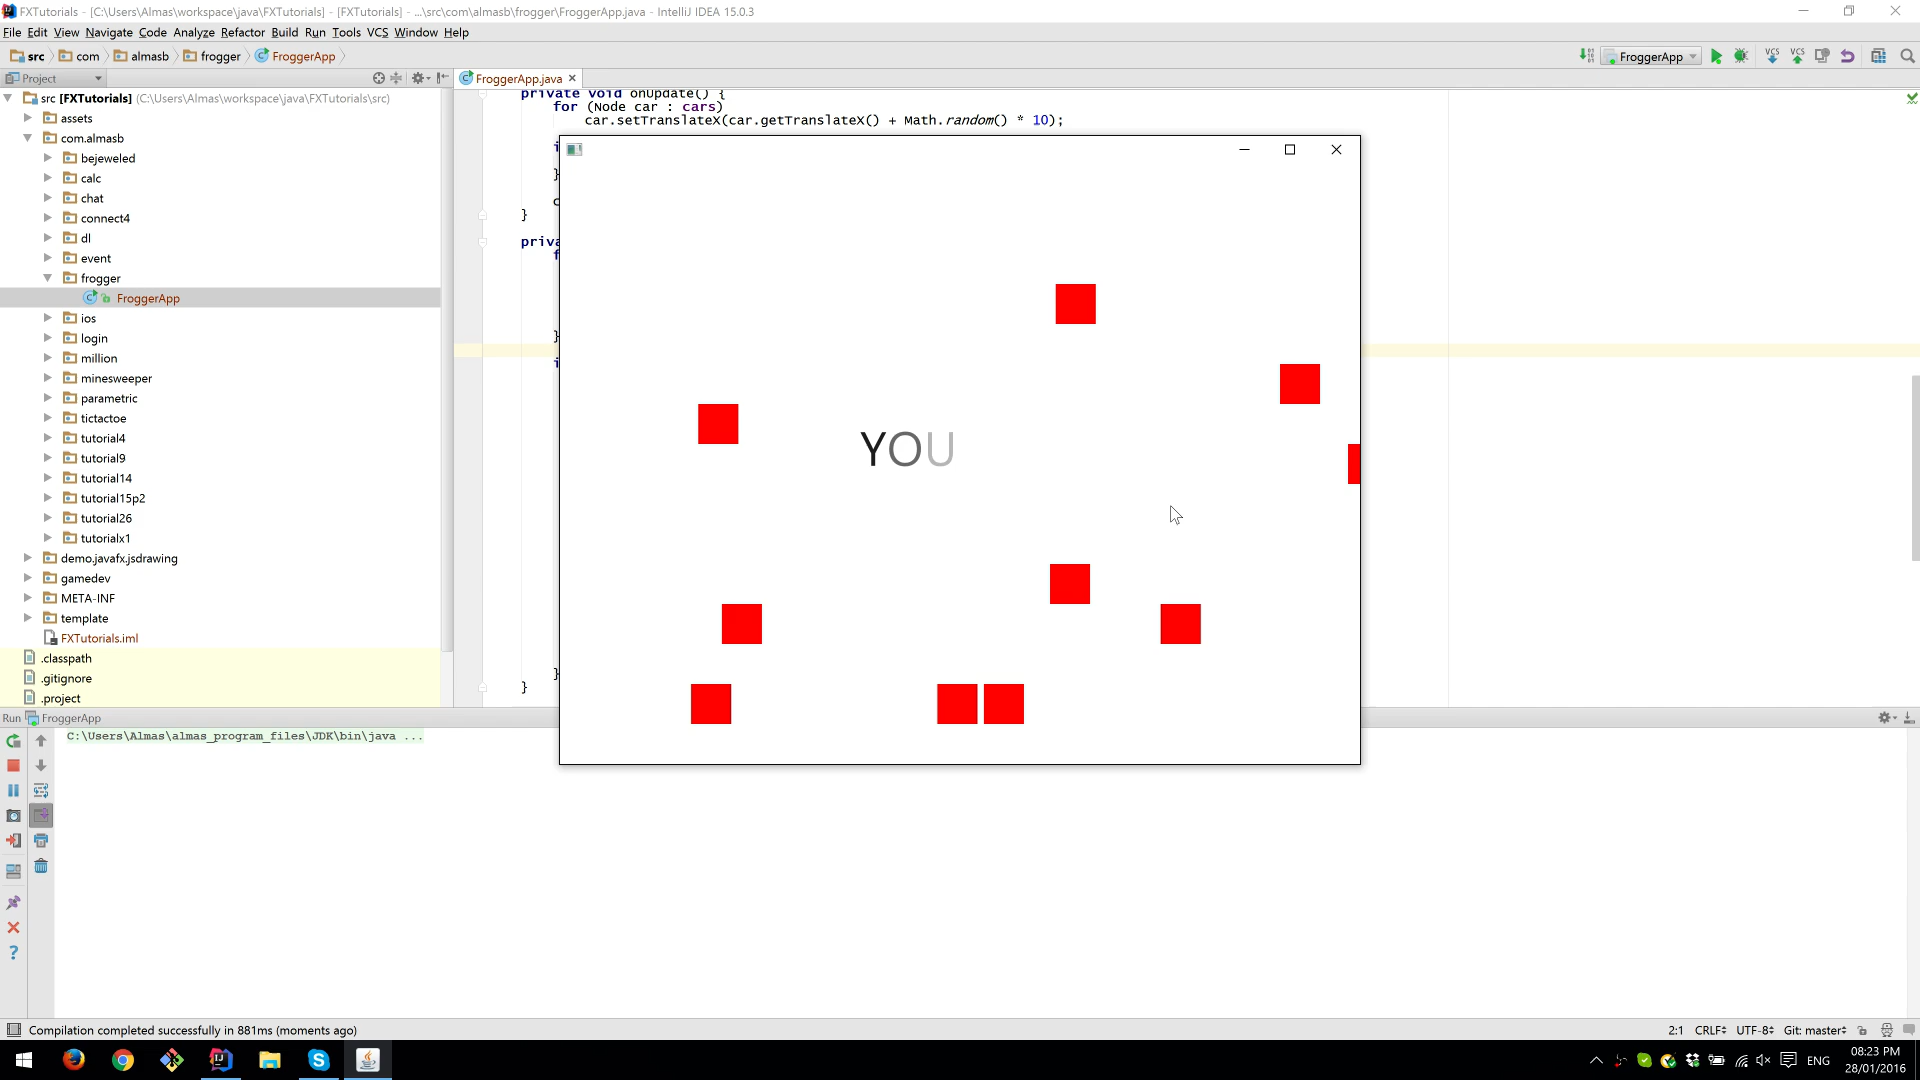 FXTutorials - [C:\Users\Almas\workspace\java\FXTutorials] - [FXTutorials] - ...\src\com\almasb\frogger\FroggerApp.java - IntelliJ IDEA 15.0.3
File Edit View Navigate Code Analyze Refactor Build Run Tools VCS Window Help
src com almasb frogger FroggerApp
FroggerApp
VCS VCS
Project
FroggerApp.java
src [FXTutorials] (C:\Users\Almas\workspace\java\FXTutorials\src)
assets
com.almasb
bejeweled
calc
chat
connect4
dl
event
frogger
FroggerApp
ios
login
million
minesweeper
parametric
tictactoe
tutorial4
tutorial9
tutorial14
tutorial15p2
tutorial26
tutorialx1
demo.javafx.jsdrawing
gamedev
META-INF
template
FXTutorials.iml
.classpath
.gitignore
.project
private void onUpdate() {
for (Node car : cars)
car.setTranslateX(car.getTranslateX() + Math.random() * 10);
}
}
priva
}
}
}
YOU
Run FroggerApp
C:\Users\Almas\almas_program_files\JDK\bin\java ...
Compilation completed successfully in 881ms (moments ago)
2:1 CRLF UTF-8 Git: master
ENG
08:23 PM
28/01/2016